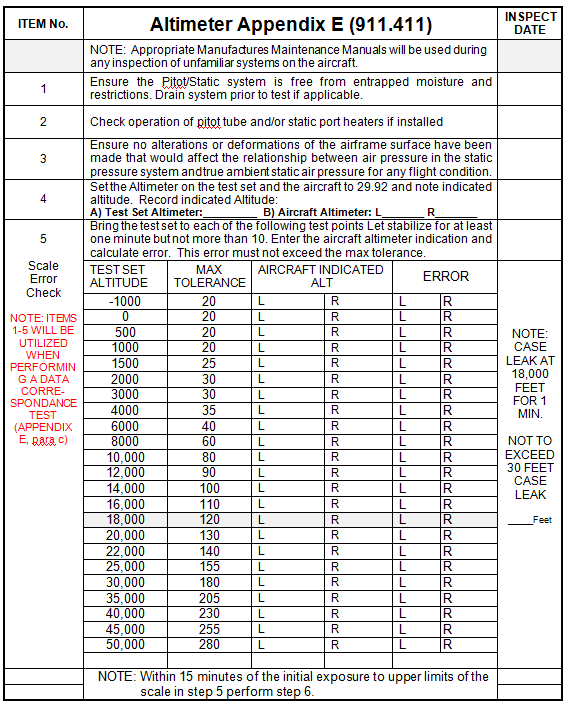 ITEM No.
Altimeter Appendix E (911.411)
INSPECT
DATE
NOTE: Appropriate Manufactures Maintenance Manuals will be used during
any inspection of unfamiliar systems on the aircraft.
1
Ensure the Pitot/Static system is free from entrapped moisture and
restrictions. Drain system prior to test if applicable.
2
Check operation of pitot tube and/or static port heaters if installed
3
Ensure no alterations or deformations of the airframe surface have been
made that would affect the relationship between air pressure in the static
pressure system and true ambient static air pressure for any flight condition.
4
Set the Altimeter on the test set and the aircraft to 29.92 and note indicated
altitude. Record indicated Altitude:
A) Test Set Altimeter:________ B) Aircraft Altimeter: L______ R______
5
Bring the test set to each of the following test points Let stabilize for at least
one minute but not more than 10. Enter the aircraft altimeter indication and
calculate error. This error must not exceed the max tolerance.
Scale
Error
Check
NOTE: ITEMS
1-5 WILL BE
UTILIZED
WHEN
PERFORMIN
G A DATA
CORRE-
SPONDANCE
TEST
(APPENDIX
E, para c)
TEST SET
ALTITUDE
MAX
TOLERANCE
AIRCRAFT INDICATED
ALT
ERROR
-1000 20 L R L R
0 20 L R L R
500 20 L R L R
1000 20 L R L R
1500 25 L R L R
2000 30 L R L R
3000 30 L R L R
4000 35 L R L R
6000 40 L R L R
8000 60 L R L R
10,000 80 L R L R
12,000 90 L R L R
14,000 100 L R L R
16,000 110 L R L R
18,000 120 L R L R
20,000 130 L R L R
22,000 140 L R L R
25,000 155 L R L R
30,000 180 L R L R
35,000 205 L R L R
40,000 230 L R L R
45,000 255 L R L R
50,000 280 L R L R
NOTE:
CASE
LEAK AT
18,000
FEET
FOR 1
MIN.
NOT TO
EXCEED
30 FEET
CASE
LEAK
____Feet
NOTE: Within 15 minutes of the initial exposure to upper limits of the
scale in step 5 perform step 6.